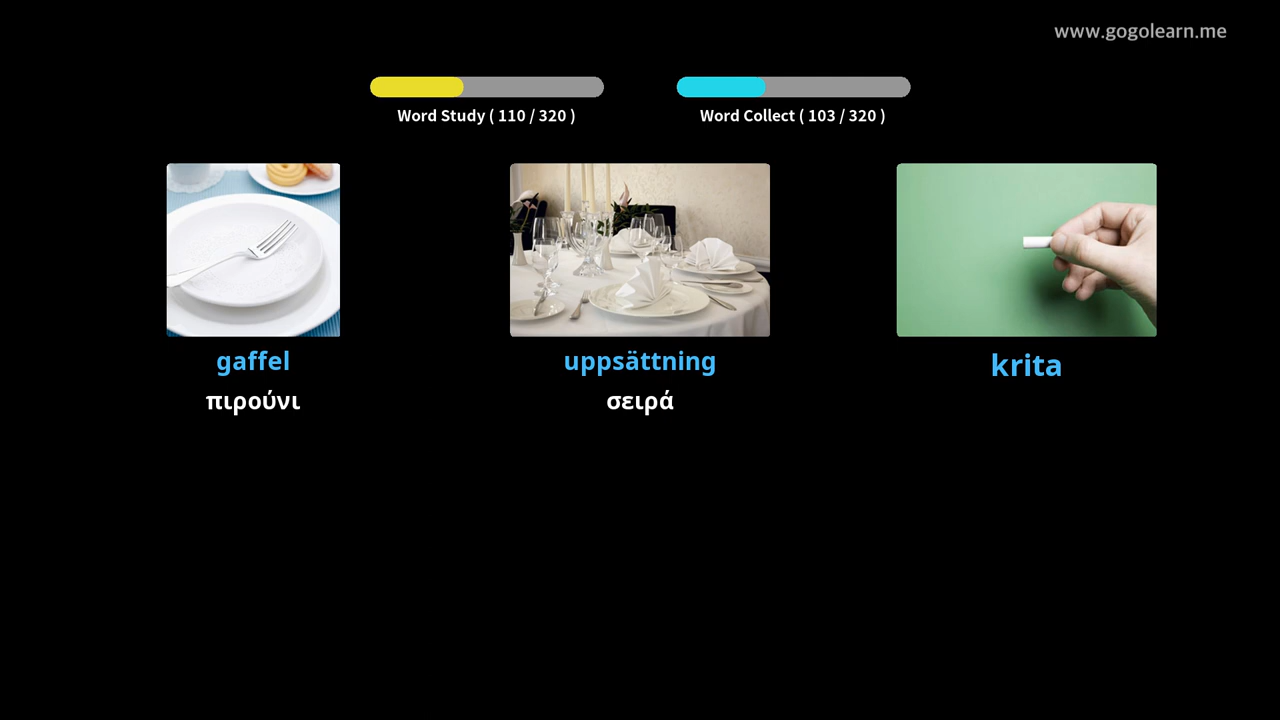 www.gogolearn.me
Word Study ( 110 / 320 )
Word Collect ( 103 / 320 )
gaffel
πιρούνι
uppsättning
σειρά
krita